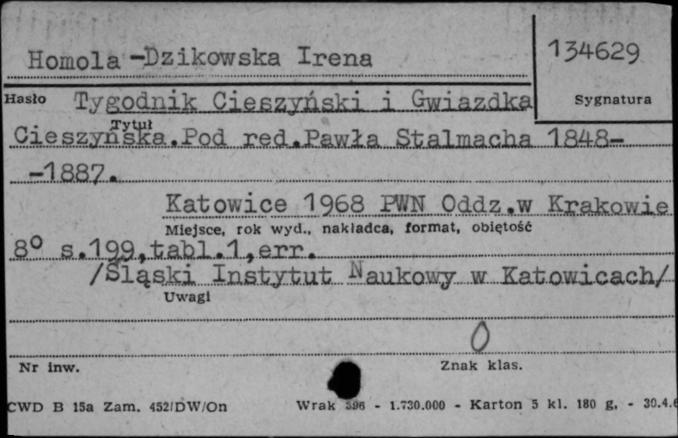 Homola-Dzikowska Irena
134629
Hasło
Sygnatura
Tygodnik Cieszyński i Gwiazdka
Tytuł
Cieszyńska.Pod red.Pawła Stalmacha 1848-
-1887.
Katowice 1968 PWN Oddz.w Krakowie
Miejsce, rok wyd., nakładca, format, objętość
8° s.199,tabl.1,err.
/Śląski Instytut Naukowy w Katowicach/
Uwagi
0
Nr inw.
Znak klas.
CWD B 15a Zam. 452/DW/On
Wrak 396 - 1.730.000 - Karton 5 kl. 180 g, - 30.4.6